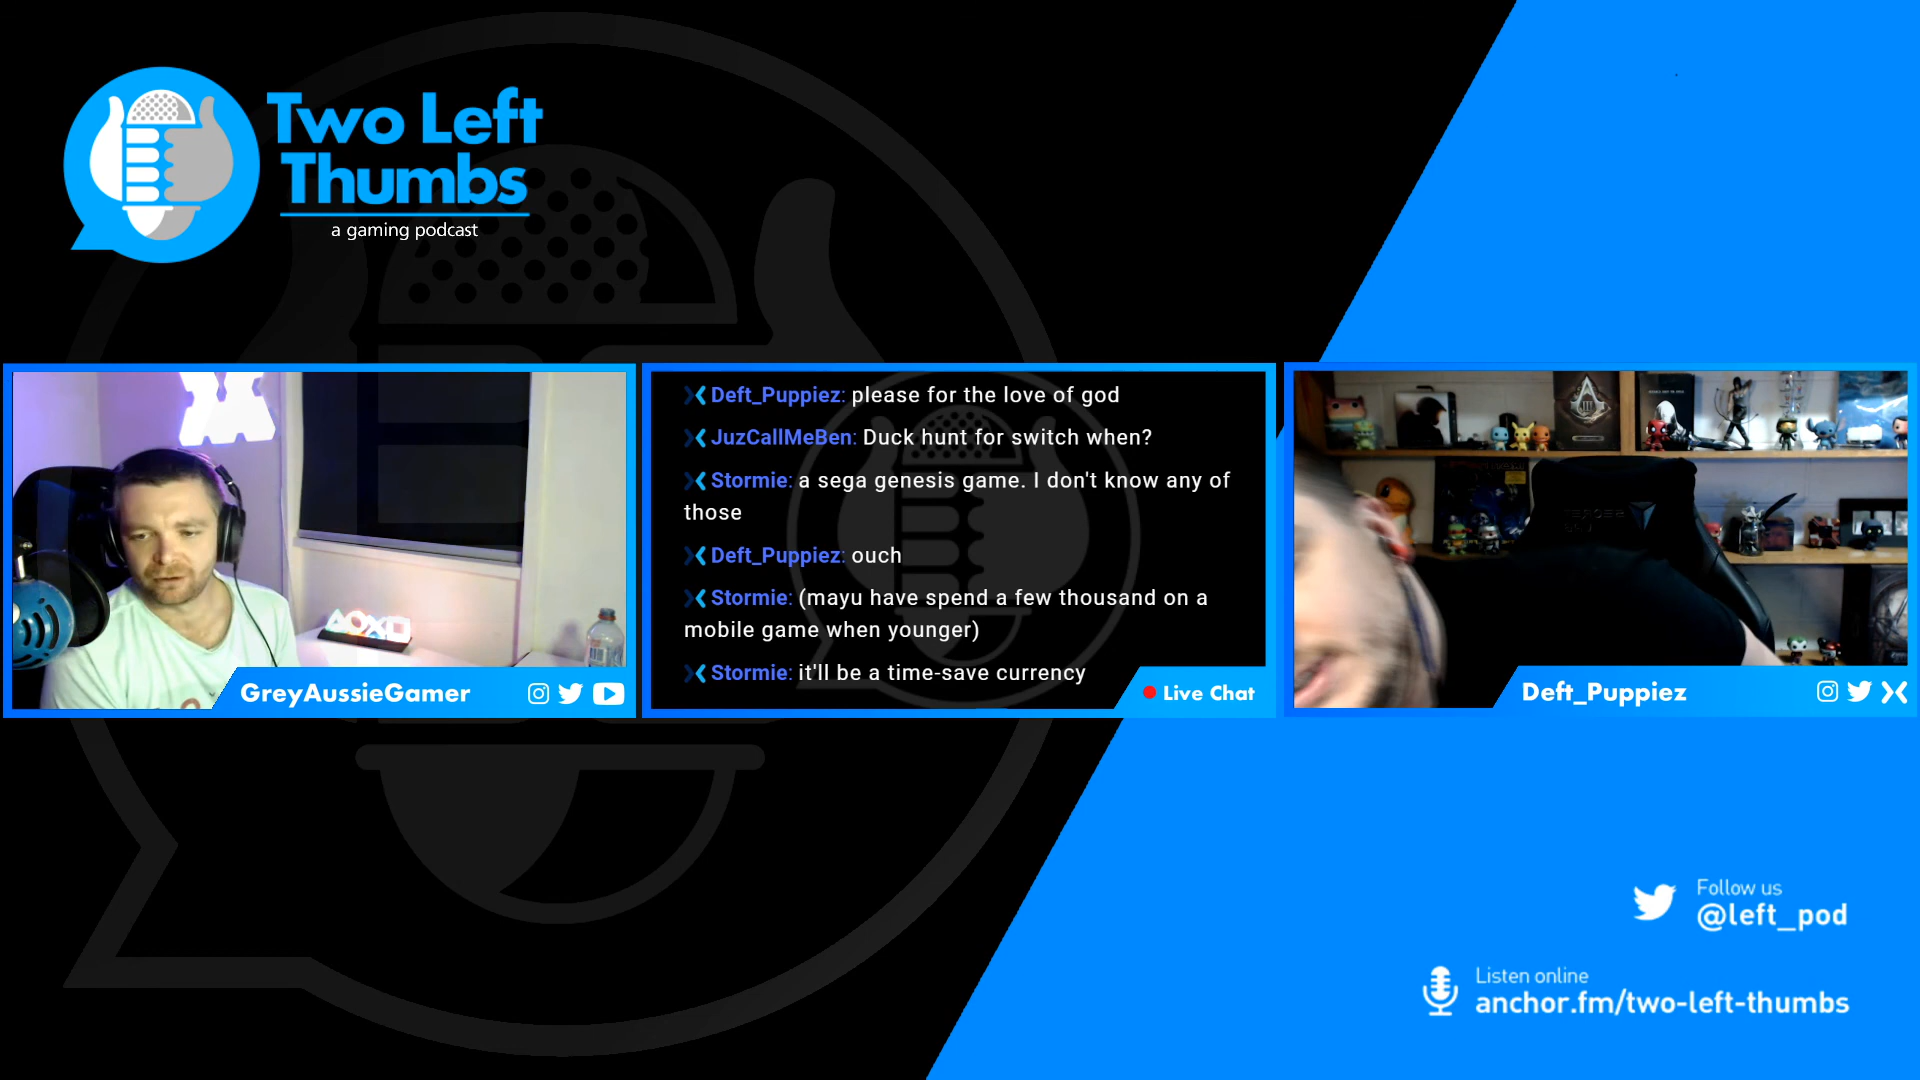 Two Left
Thumbs
a gaming podcast
Deft_Puppiez: please for the love of god
JuzCallMeBen: Duck hunt for switch when?
Stormie: a sega genesis game. I don't know any of
those
Deft_Puppiez: ouch
Stormie: (mayu have spend a few thousand on a
mobile game when younger)
Stormie: it'll be a time-save currency
GreyAussieGamer
Live Chat
Deft_Puppiez
Follow us
@left_pod
Listen online
anchor.fm/two-left-thumbs